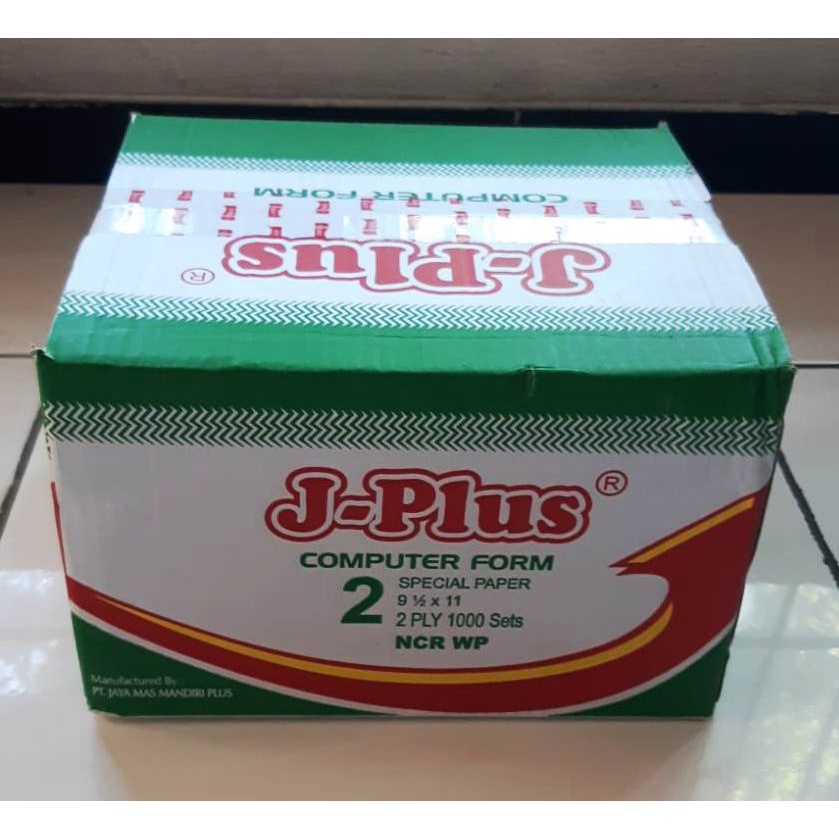 COMPUTER FORM
J-Plus ®
J-Plus ®
COMPUTER FORM
2
SPECIAL PAPER
9 ½ x 11
2 PLY 1000 Sets
NCR WP
Manufactured By :
PT. JAYA MAS MANDIRI PLUS